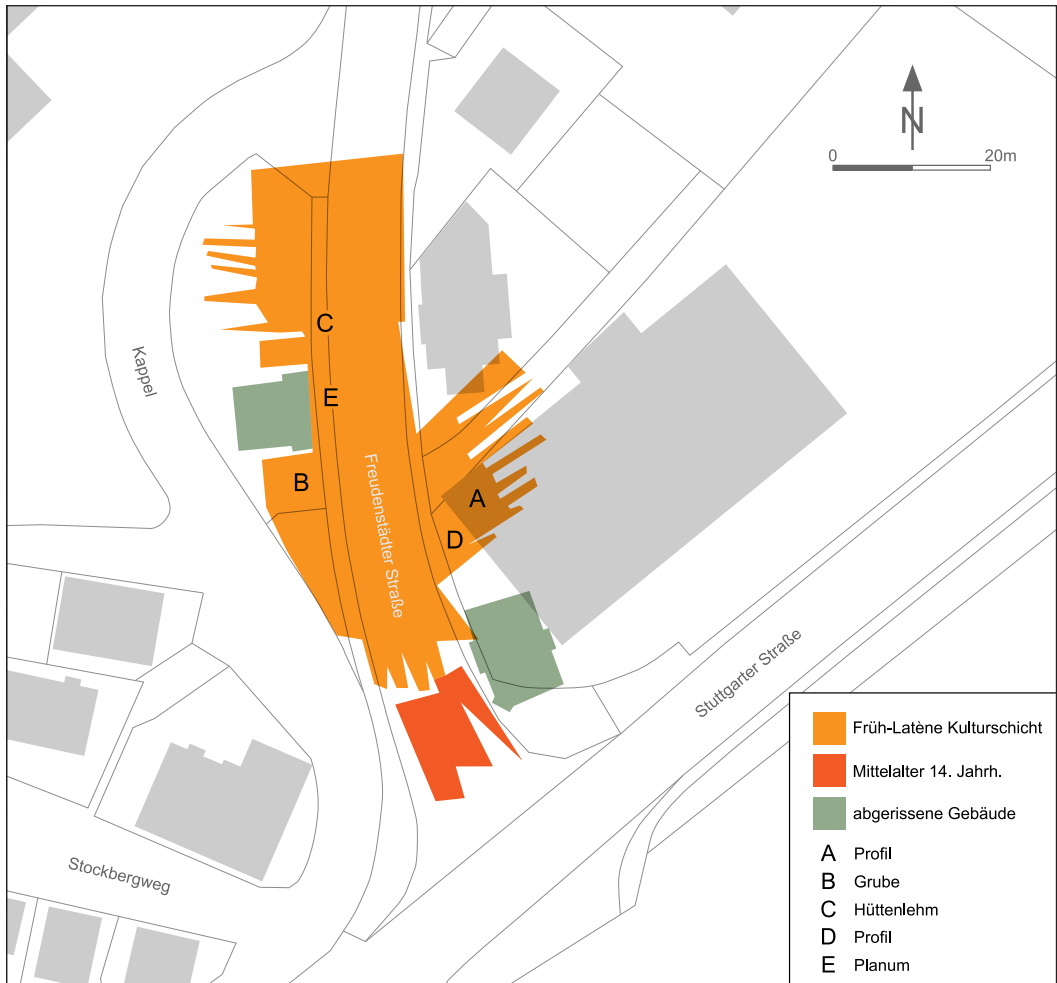 N
0 20m
C
Kappel
E
B
A
Freudenstädter Straße
D
Stuttgarter Straße
Stockbergweg
Früh-Latène Kulturschicht
Mittelalter 14. Jahrh.
abgerissene Gebäude
A Profil
B Grube
C Hüttenlehm
D Profil
E Planum